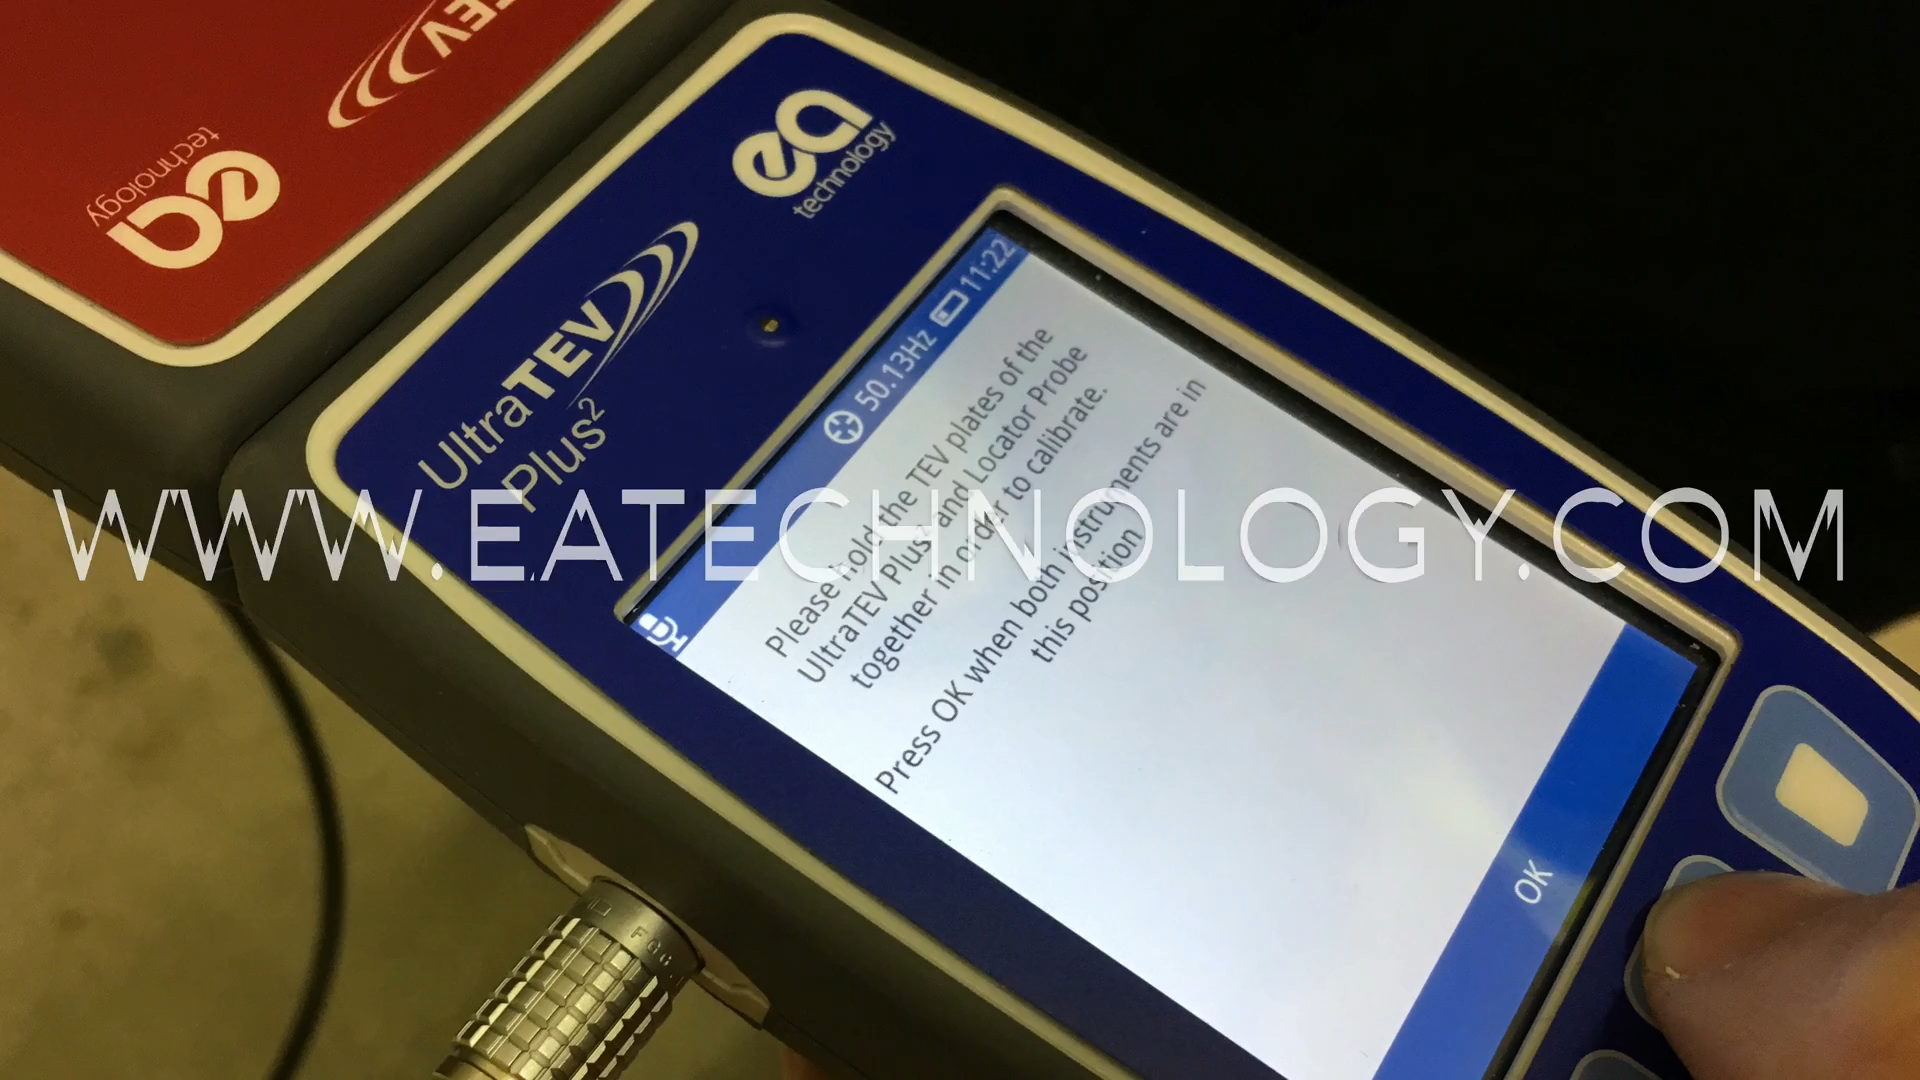 TEV
ea
technology
ea
technology
UltraTEV
Plus²
50.13Hz 11:22
Please hold the TEV plates of the
UltraTEV Plus² and Locator Probe
together in order to calibrate.
Press OK when both instruments are in
this position
OK
WWW.EATECHNOLOGY.COM